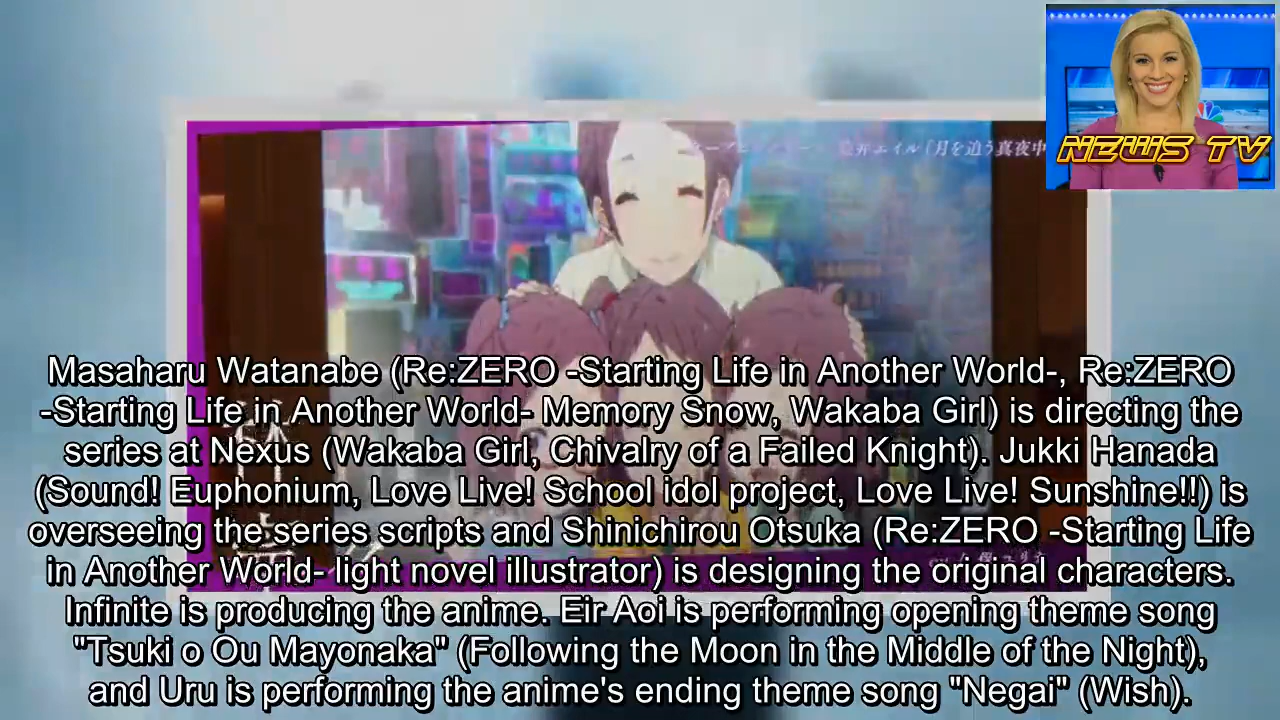 藍井エイル「月を追う真夜中
NEWS TV
Masaharu Watanabe (Re:ZERO -Starting Life in Another World-, Re:ZERO
-Starting Life in Another World- Memory Snow, Wakaba Girl) is directing the
series at Nexus (Wakaba Girl, Chivalry of a Failed Knight). Jukki Hanada
(Sound! Euphonium, Love Live! School idol project, Love Live! Sunshine!!) is
overseeing the series scripts and Shinichirou Otsuka (Re:ZERO -Starting Life
in Another World- light novel illustrator) is designing the original characters.
Infinite is producing the anime. Eir Aoi is performing opening theme song
"Tsuki o Ou Mayonaka" (Following the Moon in the Middle of the Night),
and Uru is performing the anime's ending theme song "Negai" (Wish).